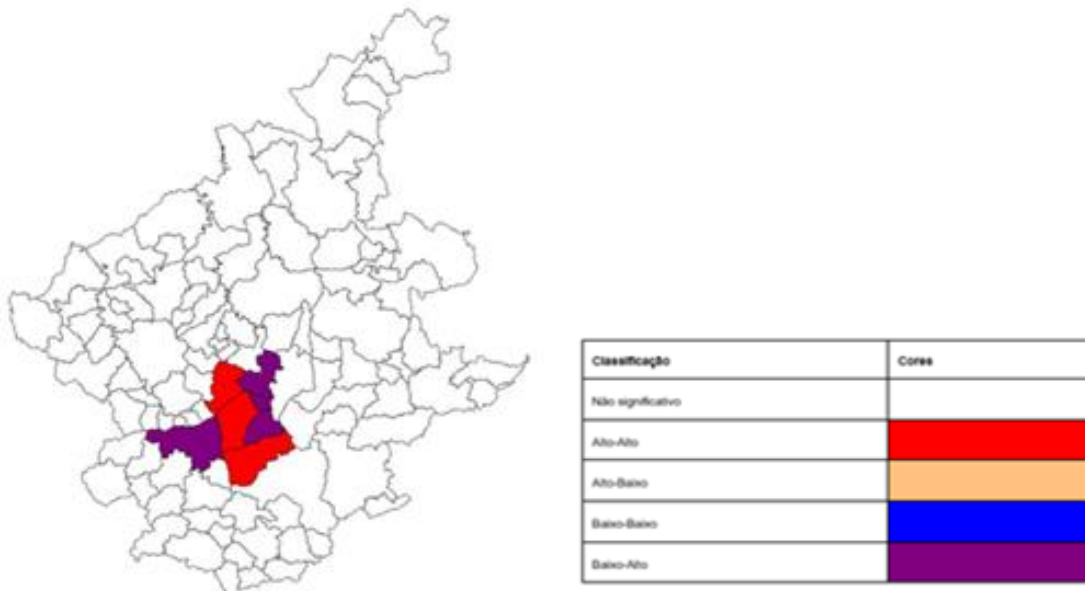 Classificação Cores
Não significativo
Alto-Alto
Alto-Baixo
Baixo-Baixo
Baixo-Alto